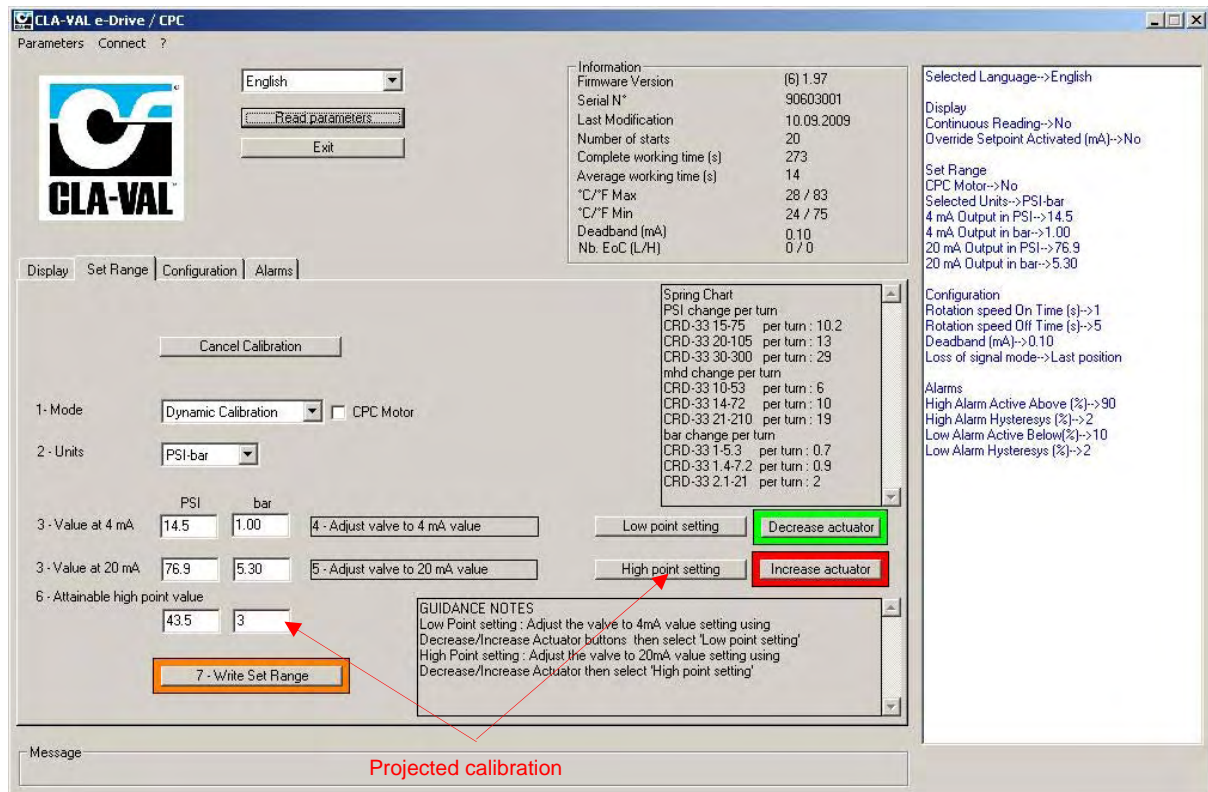 CLA-VAL e-Drive / CPC
Parameters Connect ?
English
Read parameters
Exit
CLA-VAL
Information
Firmware Version (6) 1.97
Serial N° 90603001
Last Modification 10.09.2009
Number of starts 20
Complete working time (s) 273
Average working time (s) 14
°C/°F Max 28 / 83
°C/°F Min 24 / 75
Deadband (mA) 0.10
Nb. EoC (L/H) 0 / 0
Display Set Range Configuration Alarms
Cancel Calibration
1- Mode Dynamic Calibration CPC Motor
2 - Units PSI-bar
PSI bar
3 - Value at 4 mA 14.5 1.00 4 - Adjust valve to 4 mA value Low point setting Decrease actuator
3 - Value at 20 mA 76.9 5.30 5 - Adjust valve to 20 mA value High point setting Increase actuator
6 - Attainable high point value
43.5 3
7 - Write Set Range
Spring Chart
PSI change per turn
CRD-33 15-75 per turn : 10.2
CRD-33 20-105 per turn : 13
CRD-33 30-300 per turn : 29
mhd change per turn
CRD-33 10-53 per turn : 6
CRD-33 14-72 per turn : 10
CRD-33 21-210 per turn : 19
bar change per turn
CRD-33 1-5.3 per turn : 0.7
CRD-33 1.4-7.2 per turn : 0.9
CRD-33 2.1-21 per turn : 2
GUIDANCE NOTES
Low Point setting : Adjust the valve to 4mA value setting using
Decrease/Increase Actuator buttons then select 'Low point setting'
High Point setting : Adjust the valve to 20mA value setting using
Decrease/Increase Actuator then select 'High point setting'
Message
Projected calibration
Selected Language-->English
Display
Continuous Reading-->No
Override Setpoint Activated (mA)-->No
Set Range
CPC Motor-->No
Selected Units-->PSI-bar
4 mA Output in PSI-->14.5
4 mA Output in bar-->1.00
20 mA Output in PSI-->76.9
20 mA Output in bar-->5.30
Configuration
Rotation speed On Time (s)-->1
Rotation speed Off Time (s)-->5
Deadband (mA)-->0.10
Loss of signal mode-->Last position
Alarms
High Alarm Active Above (%)-->90
High Alarm Hysteresys (%)-->2
Low Alarm Active Below(%)-->10
Low Alarm Hysteresys (%)-->2